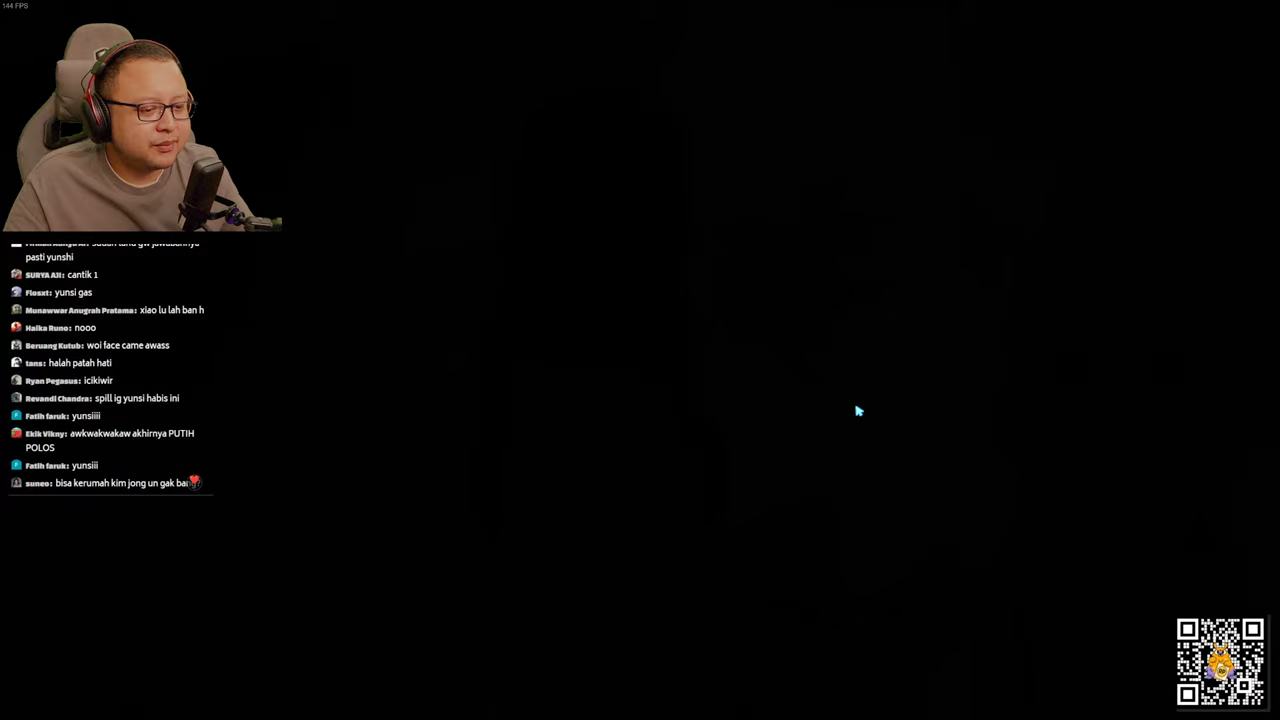 144 FPS
pasti yunshi
SURYA AJI: cantik 1
Flosxt: yunsi gas
Munawwar Anugrah Pratama: xiao lu lah ban h
Haika Runo: nooo
Beruang Kutub: woi face came awass
tans: halah patah hati
Ryan Pegasus: icikiwir
Revandi Chandra: spill ig yunsi habis ini
Fatih faruk: yunsiiii
Ekik Vikny: awkwakwakaw akhirnya PUTIH
POLOS
Fatih faruk: yunsiii
suneo: bisa kerumah kim jong un gak